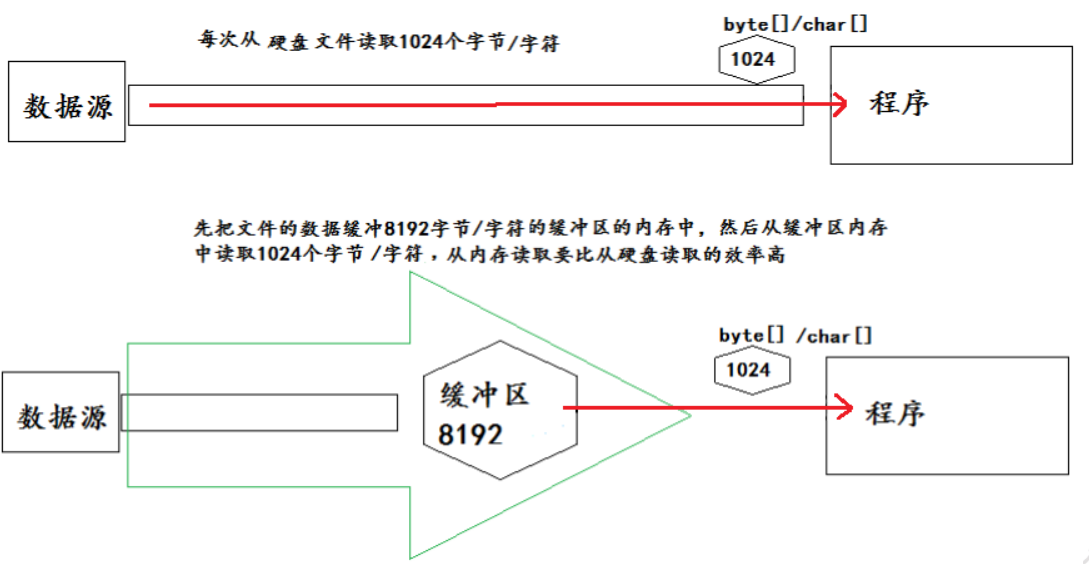 每次从 硬盘 文件读取1024个字节/字符
byte[]/char[]
1024
数据源
程序
先把文件的数据缓冲8192字节/字符的缓冲区的内存中，然后从缓冲区内存
中读取1024个字节 /字符 ，从内存读取要比从硬盘读取的效率高
byte[] /char[]
1024
数据源
缓冲区
8192
程序